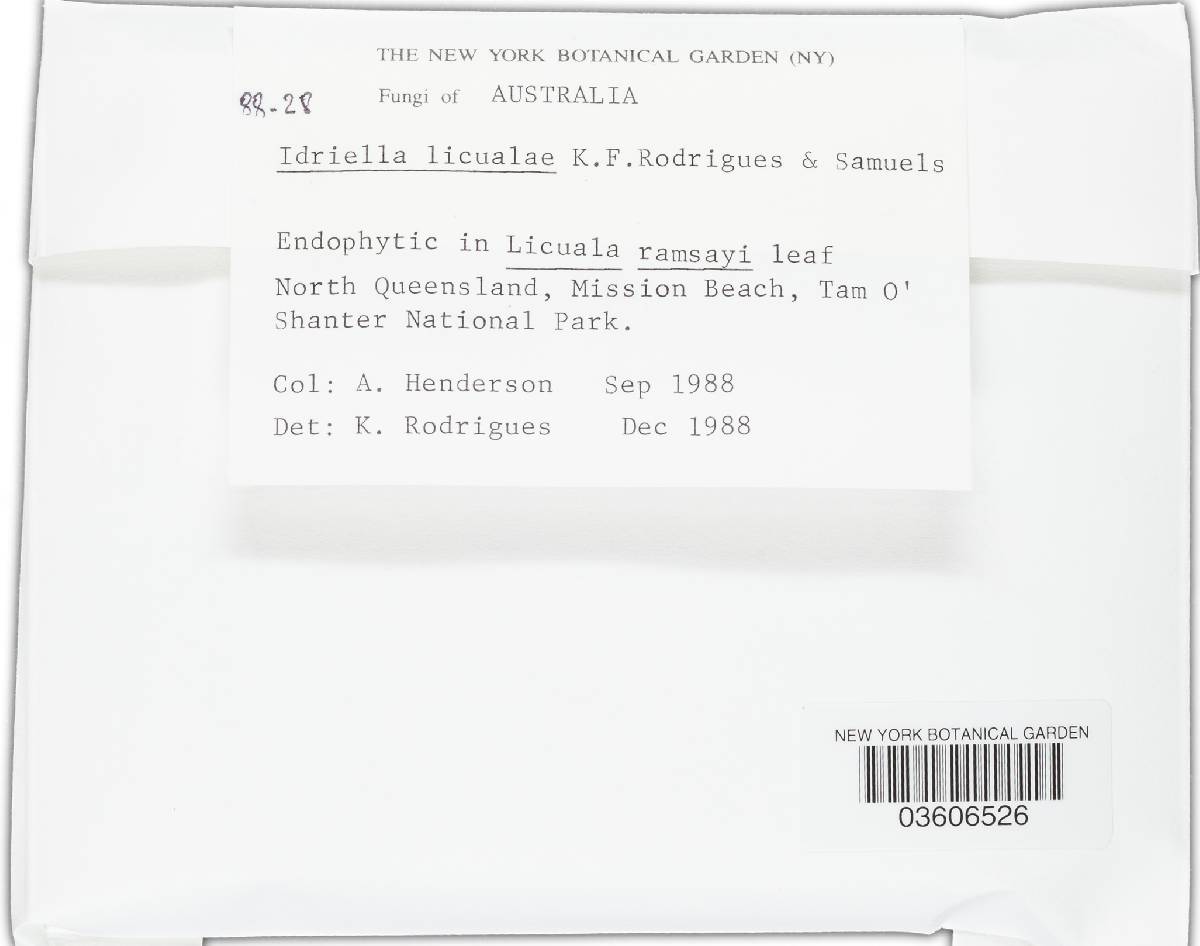 THE NEW YORK BOTANICAL GARDEN (NY)
88-28 Fungi of AUSTRALIA
Idriella licualae K.F.Rodrigues & Samuels
Endophytic in Licuala ramsayi leaf
North Queensland, Mission Beach, Tam O'
Shanter National Park.
Col: A. Henderson Sep 1988
Det: K. Rodrigues Dec 1988
NEW YORK BOTANICAL GARDEN
03606526